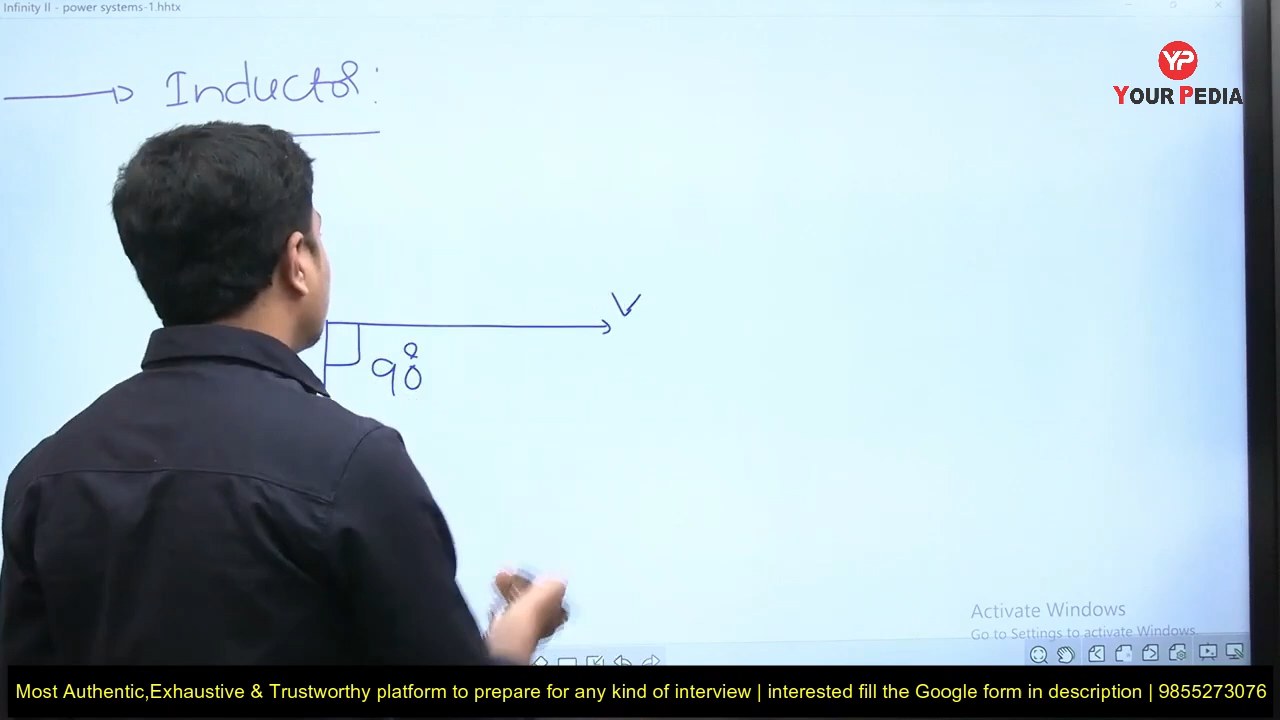 Infinity II - power systems-1.hhtx
YP
YOUR PEDIA
Inductor:
V
90°
Activate Windows
Go to Settings to activate Windows.
Most Authentic,Exhaustive & Trustworthy platform to prepare for any kind of interview | interested fill the Google form in description | 9855273076